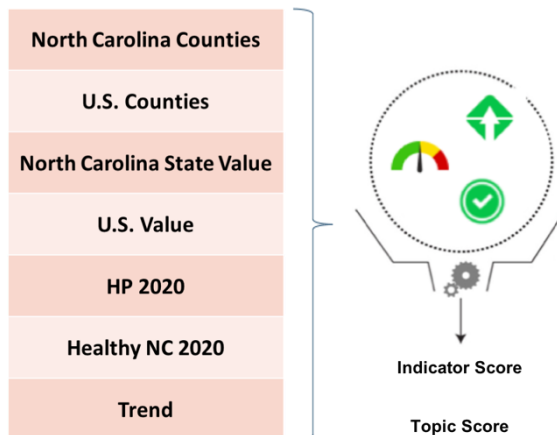 North Carolina Counties
U.S. Counties
North Carolina State Value
U.S. Value
HP 2020
Healthy NC 2020
Trend
Indicator Score
Topic Score